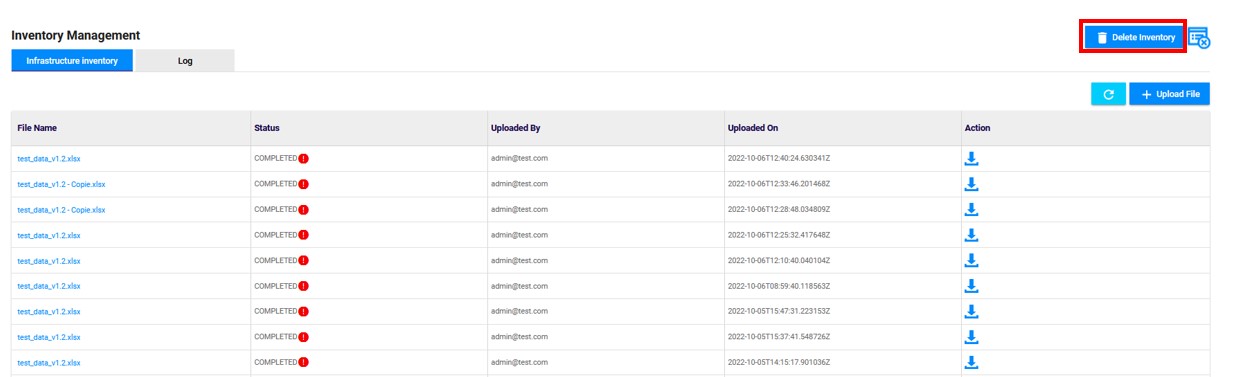 Inventory Management
Delete Inventory
Infrastructure inventory Log
Upload File
File Name Status Uploaded By Uploaded On Action
test_data_v1.2.xlsx COMPLETED admin@test.com 2022-10-06T12:40:24.630341Z
test_data_v1.2 - Copie.xlsx COMPLETED admin@test.com 2022-10-06T12:33:46.201468Z
test_data_v1.2 - Copie.xlsx COMPLETED admin@test.com 2022-10-06T12:28:48.034809Z
test_data_v1.2.xlsx COMPLETED admin@test.com 2022-10-06T12:25:32.417648Z
test_data_v1.2.xlsx COMPLETED admin@test.com 2022-10-06T12:10:40.040104Z
test_data_v1.2.xlsx COMPLETED admin@test.com 2022-10-06T08:59:40.118563Z
test_data_v1.2.xlsx COMPLETED admin@test.com 2022-10-05T15:47:31.223153Z
test_data_v1.2.xlsx COMPLETED admin@test.com 2022-10-05T15:37:41.548726Z
test_data_v1.2.xlsx COMPLETED admin@test.com 2022-10-05T14:15:17.901036Z